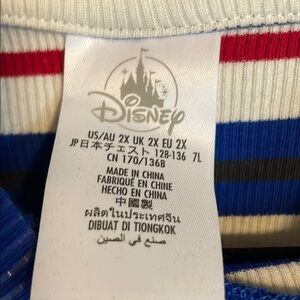 Disney
US/AU 2X UK 2X EU 2X
JP日本チェスト 128-136 7L
CN 170/136B
MADE IN CHINA
FABRIQUÉ EN CHINE
HECHO EN CHINA
中國製
ผลิตในประเทศจีน
DIBUAT DI TIONGKOK
صنع في الصين